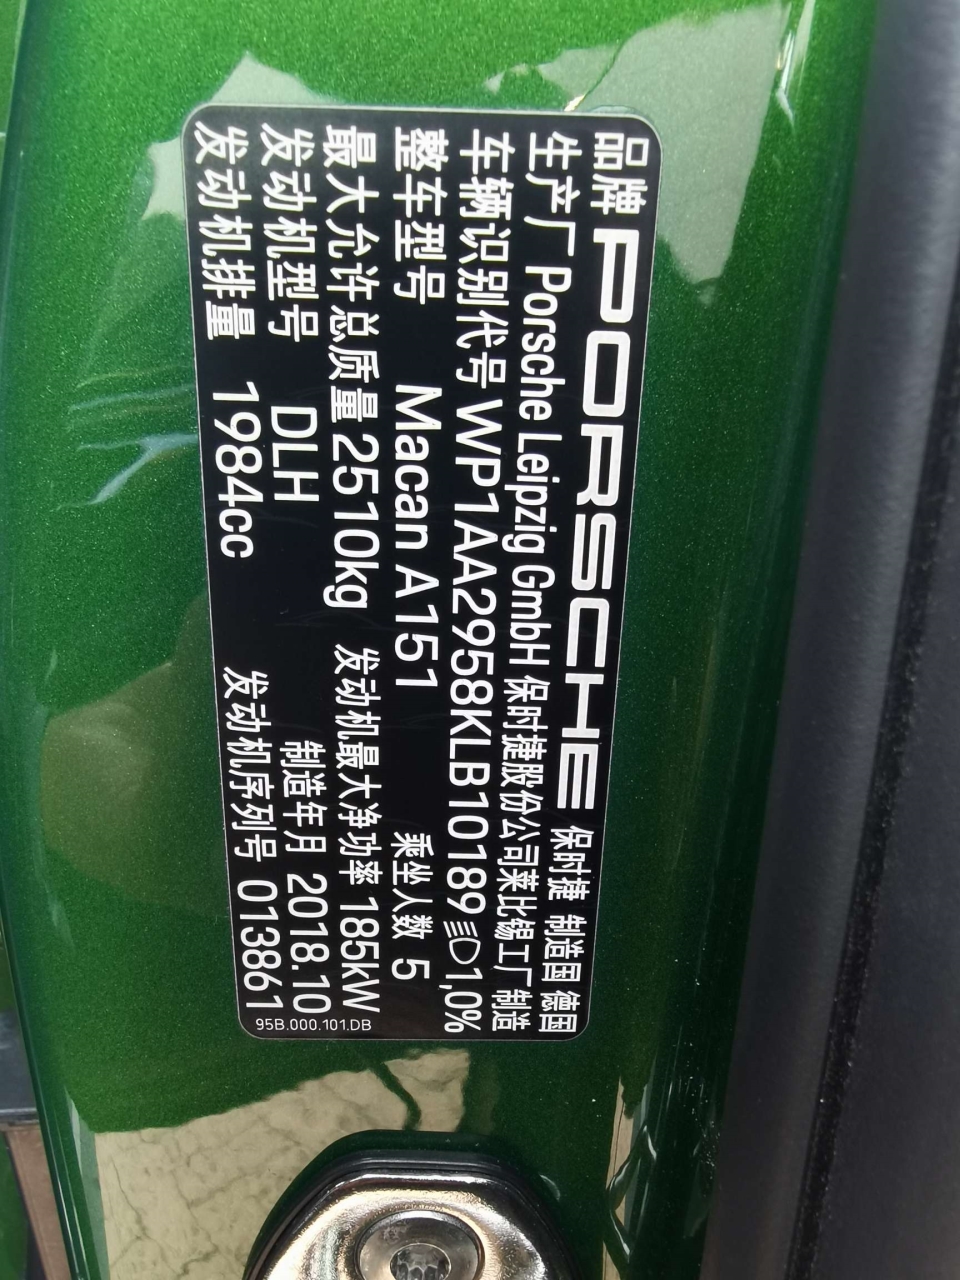 品牌 PORSCHE 保时捷 制造国 德国
生产厂 Porsche Leipzig GmbH 保时捷股份公司莱比锡工厂 制造
车辆识别代号 WP1AA2958KLB10189 1,0%
整车型号 Macan A151 乘坐人数 5
最大允许总质量 2510kg 发动机最大净功率 185kW
发动机型号 DLH 制造年月 2018.10
发动机排量 1984cc 发动机序列号 013861
95B.000.101.DB